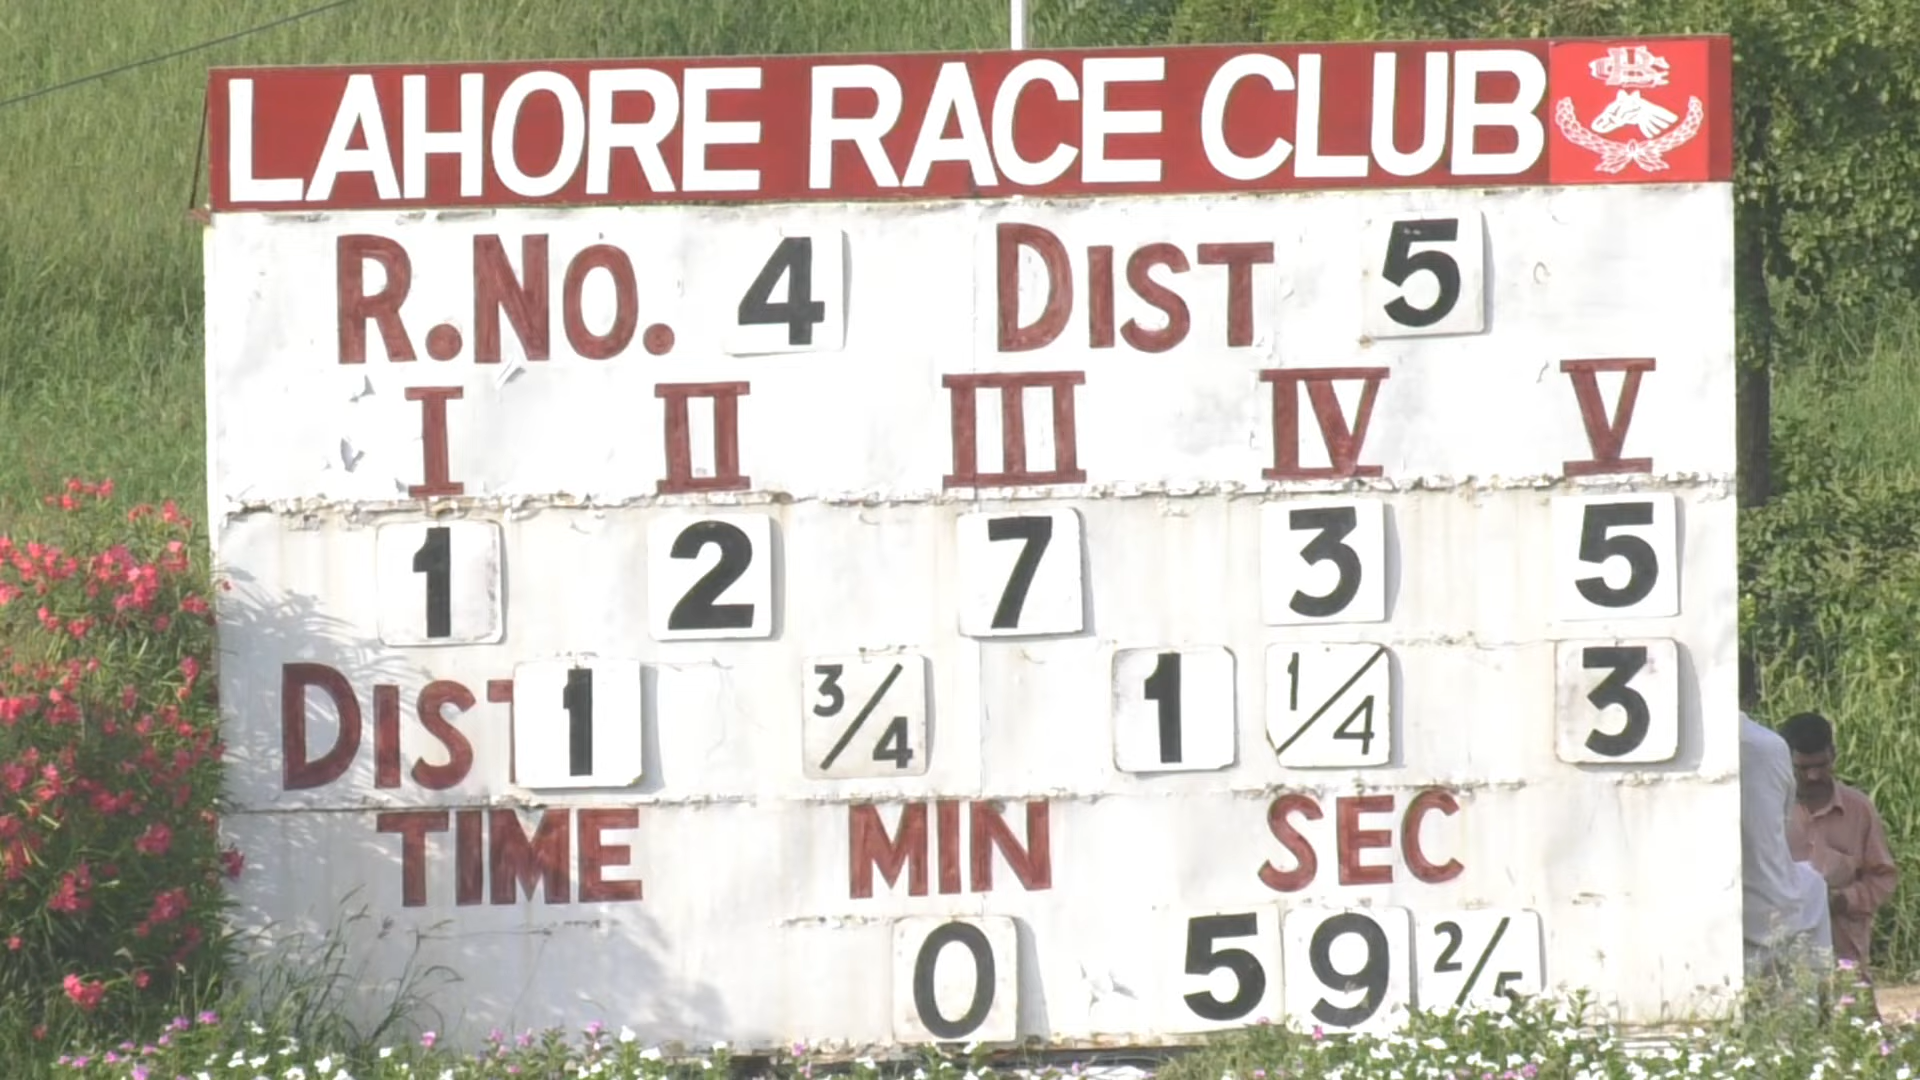 LAHORE RACE CLUB
R.NO. 4 DIST 5
I II III IV V
1 2 7 3 5
DIST 1 3/4 1 1/4 3
TIME MIN SEC
0 59 2/5